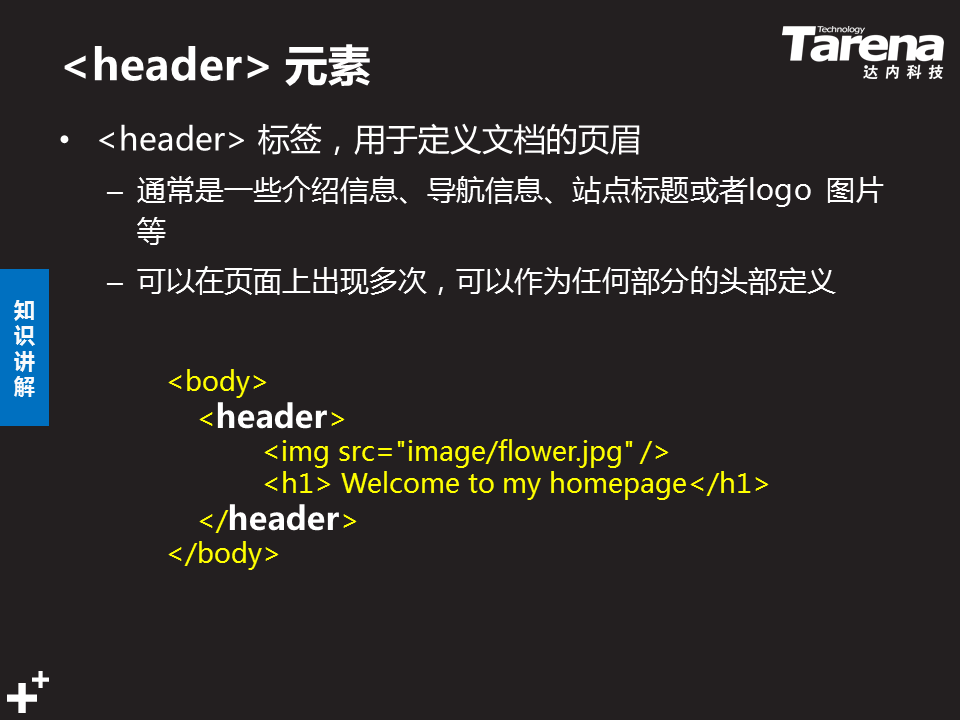 <header> 元素
Technology
Tarena
达内科技
• <header> 标签，用于定义文档的页眉
– 通常是一些介绍信息、导航信息、站点标题或者logo 图片
等
– 可以在页面上出现多次，可以作为任何部分的头部定义
知
识
讲
解
<body>
<header>
<img src="image/flower.jpg" />
<h1> Welcome to my homepage</h1>
</header>
</body>